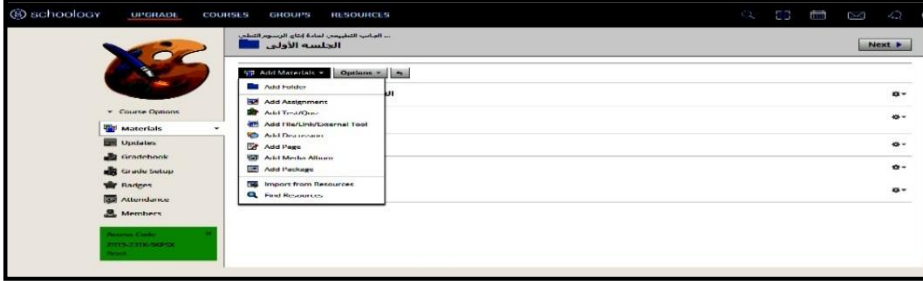 schoology UPGRADE COURSES GROUPS RESOURCES
الجلسة الأولى
Next
Add Materials Options
Add Folder
Add Assignment
Add Test/Quiz
Add File/Link/External Tool
Add Discussion
Add Page
Add Media Album
Add Package
Import from Resources
Find Resources
Course Options
Materials
Updates
Gradebook
Grade Setup
Badges
Attendance
Members
Access Code
Reset